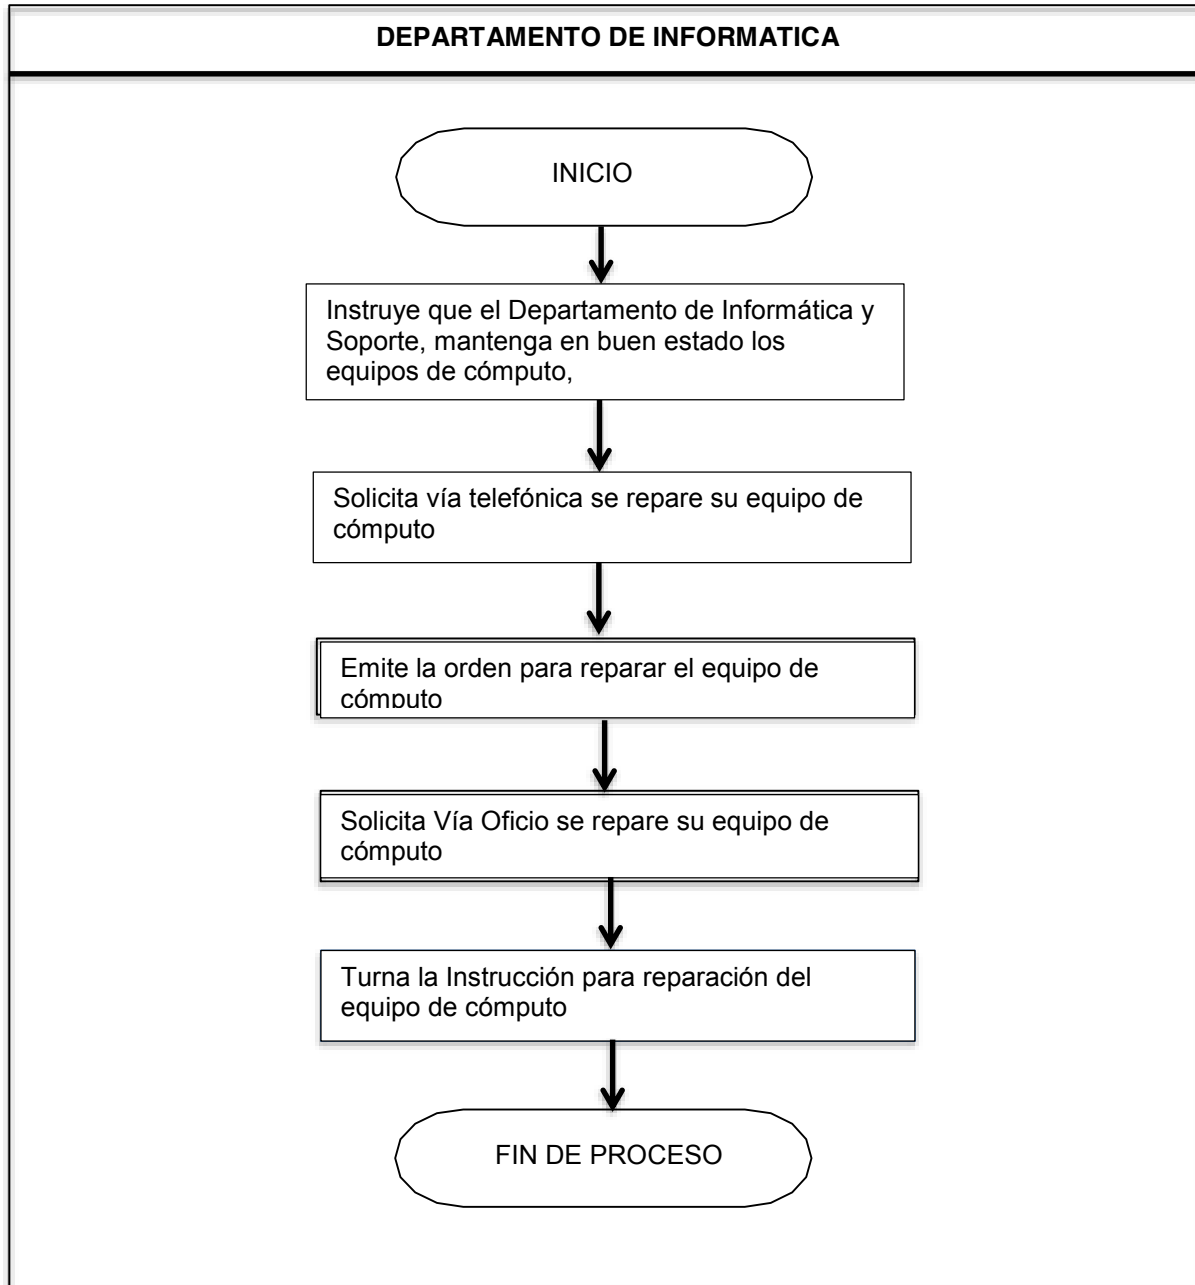 DEPARTAMENTO DE INFORMATICA
INICIO
Instruye que el Departamento de Informática y
Soporte, mantenga en buen estado los
equipos de cómputo,
Solicita vía telefónica se repare su equipo de
cómputo
Emite la orden para reparar el equipo de
cómputo
Solicita Vía Oficio se repare su equipo de
cómputo
Turna la Instrucción para reparación del
equipo de cómputo
FIN DE PROCESO